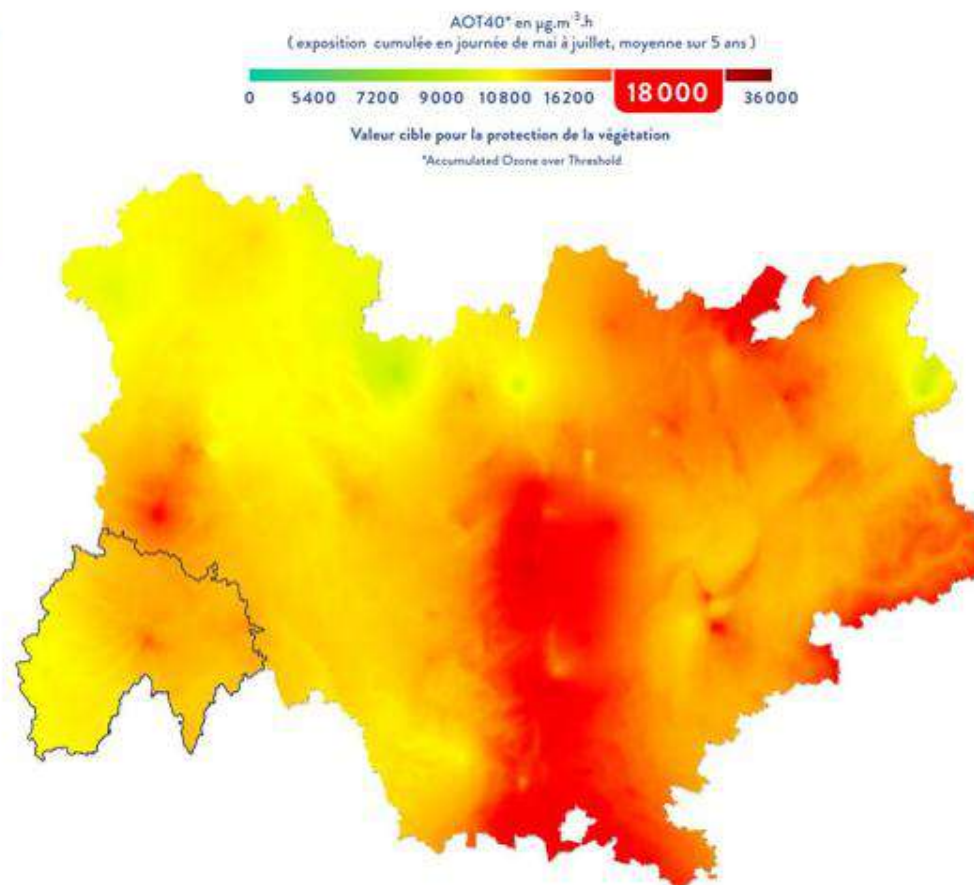 AOT40* en µg.m³.h
( exposition cumulée en journée de mai à juillet, moyenne sur 5 ans )
0 5400 7200 9000 10800 16200 18000 36000
Valeur cible pour la protection de la végétation
*Accumulated Ozone over Threshold